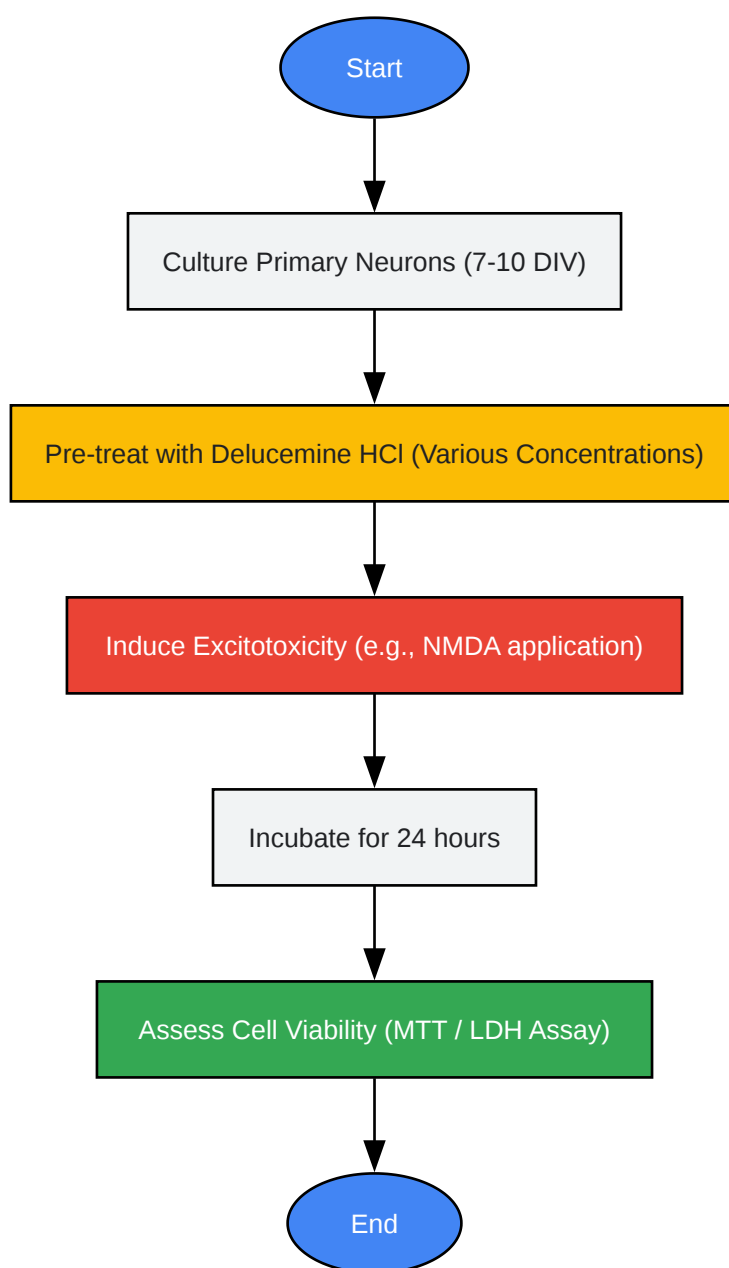 Start
Culture Primary Neurons (7-10 DIV)
Pre-treat with Delucemine HCl (Various Concentrations)
Induce Excitotoxicity (e.g., NMDA application)
Incubate for 24 hours
Assess Cell Viability (MTT / LDH Assay)
End